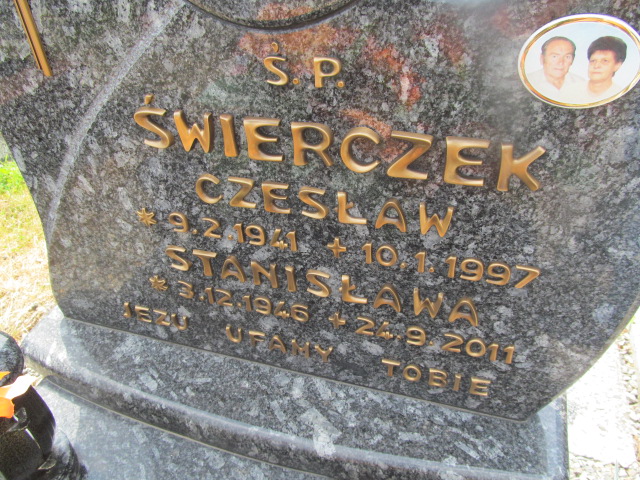 Ś.P.
ŚWIERCZEK
CZESŁAW
* 9.2.1941 + 10.1.1997
STANISŁAWA
* 3.12.1946 + 24.9.2011
JEZU UFAMY TOBIE